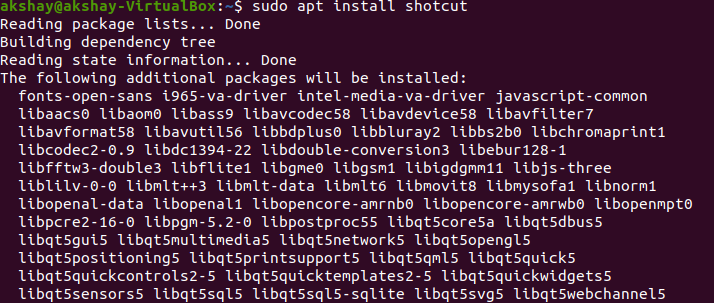 akshay@akshay-VirtualBox:~$ sudo apt install shotcut
Reading package lists... Done
Building dependency tree
Reading state information... Done
The following additional packages will be installed:
  fonts-open-sans i965-va-driver intel-media-va-driver javascript-common
  libaacs0 libaom0 libass9 libavcodec58 libavdevice58 libavfilter7
  libavformat58 libavutil56 libbdplus0 libbluray2 libbs2b0 libchromaprint1
  libcodec2-0.9 libdc1394-22 libdouble-conversion3 libebur128-1
  libfftw3-double3 libflite1 libgme0 libgsm1 libigdgmm11 libjs-three
  liblilv-0-0 libmlt++3 libmlt-data libmlt6 libmovit8 libmysofa1 libnorm1
  libopenal-data libopenal1 libopencore-amrnb0 libopencore-amrwb0 libopenmpt0
  libpcre2-16-0 libpgm-5.2-0 libpostproc55 libqt5core5a libqt5dbus5
  libqt5gui5 libqt5multimedia5 libqt5network5 libqt5opengl5
  libqt5positioning5 libqt5printsupport5 libqt5qml5 libqt5quick5
  libqt5quickcontrols2-5 libqt5quicktemplates2-5 libqt5quickwidgets5
  libqt5sensors5 libqt5sql5 libqt5sql5-sqlite libqt5svg5 libqt5webchannel5